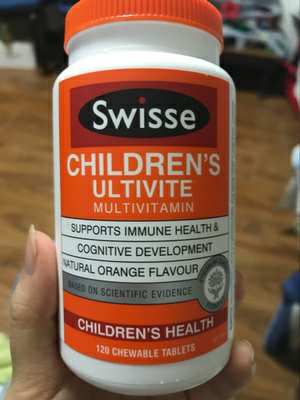 Swisse
CHILDREN'S
ULTIVITE
MULTIVITAMIN
SUPPORTS IMMUNE HEALTH &
COGNITIVE DEVELOPMENT
NATURAL ORANGE FLAVOUR
BASED ON SCIENTIFIC EVIDENCE
CHILDREN'S HEALTH
120 CHEWABLE TABLETS